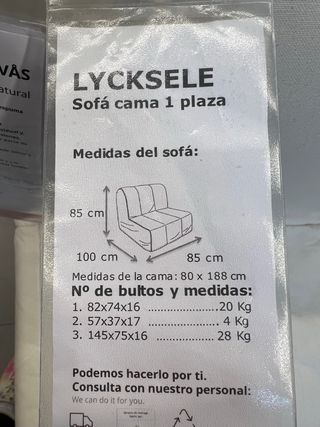 VÅS
atural
LYCKSELE
Sofá cama 1 plaza
Medidas del sofá:
85 cm
100 cm
85 cm
Medidas de la cama: 80 x 188 cm
Nº de bultos y medidas:
1. 82x74x16 ....................20 Kg
2. 57x37x17 ..................... 4 Kg
3. 145x75x16 ................... 28 Kg
Podemos hacerlo por ti.
Consulta con nuestro personal:
We can do it for you.